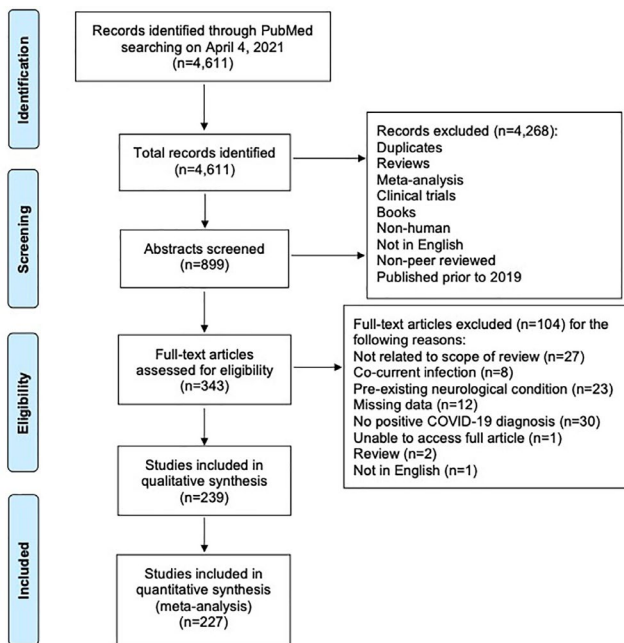 Identification
Records identified through PubMed
searching on April 4, 2021
(n=4,611)
Total records identified
(n=4,611)
Records excluded (n=4,268):
Duplicates
Reviews
Meta-analysis
Clinical trials
Books
Non-human
Not in English
Non-peer reviewed
Published prior to 2019
Screening
Abstracts screened
(n=899)
Eligibility
Full-text articles
assessed for eligibility
(n=343)
Full-text articles excluded (n=104) for the
following reasons:
Not related to scope of review (n=27)
Co-current infection (n=8)
Pre-existing neurological condition (n=23)
Missing data (n=12)
No positive COVID-19 diagnosis (n=30)
Unable to access full article (n=1)
Review (n=2)
Not in English (n=1)
Studies included in
qualitative synthesis
(n=239)
Included
Studies included in
quantitative synthesis
(meta-analysis)
(n=227)